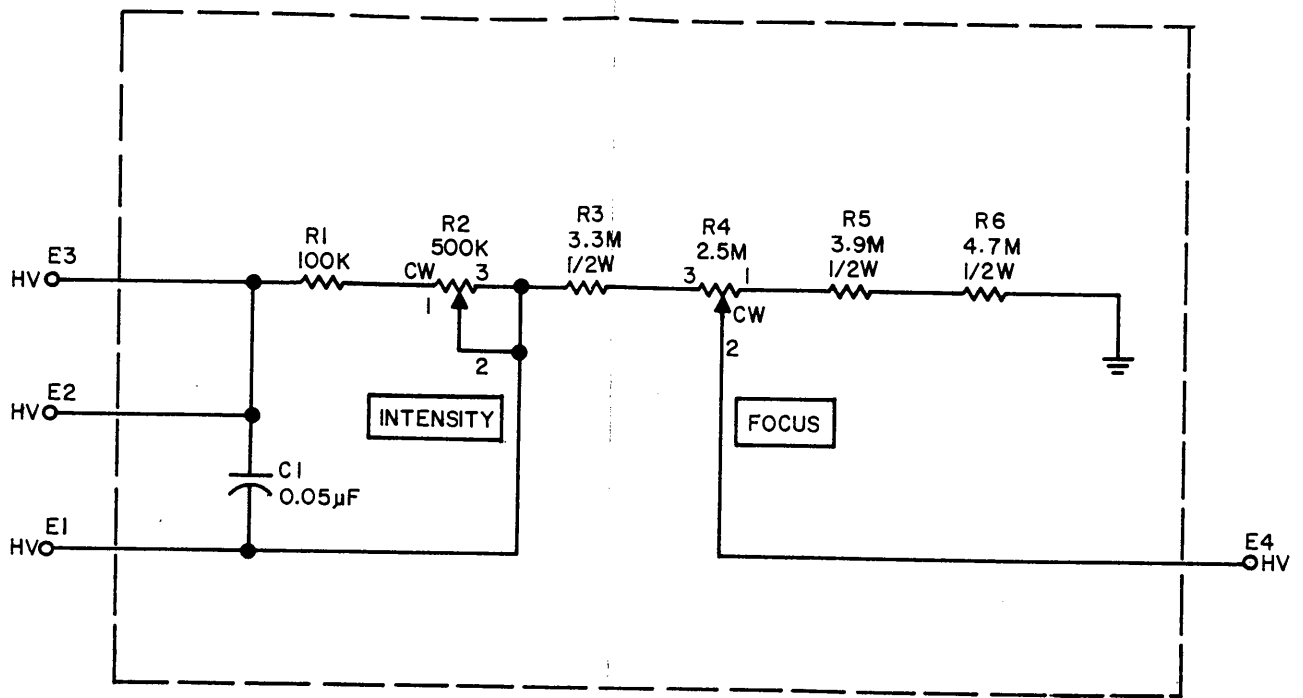 E3
HV
R1
100K
R2
500K
CW
3
1
2
R3
3.3M
1/2W
R4
2.5M
3
1
CW
2
R5
3.9M
1/2W
R6
4.7M
1/2W
E2
HV
INTENSITY
FOCUS
C1
0.05µF
E1
HV
E4
HV